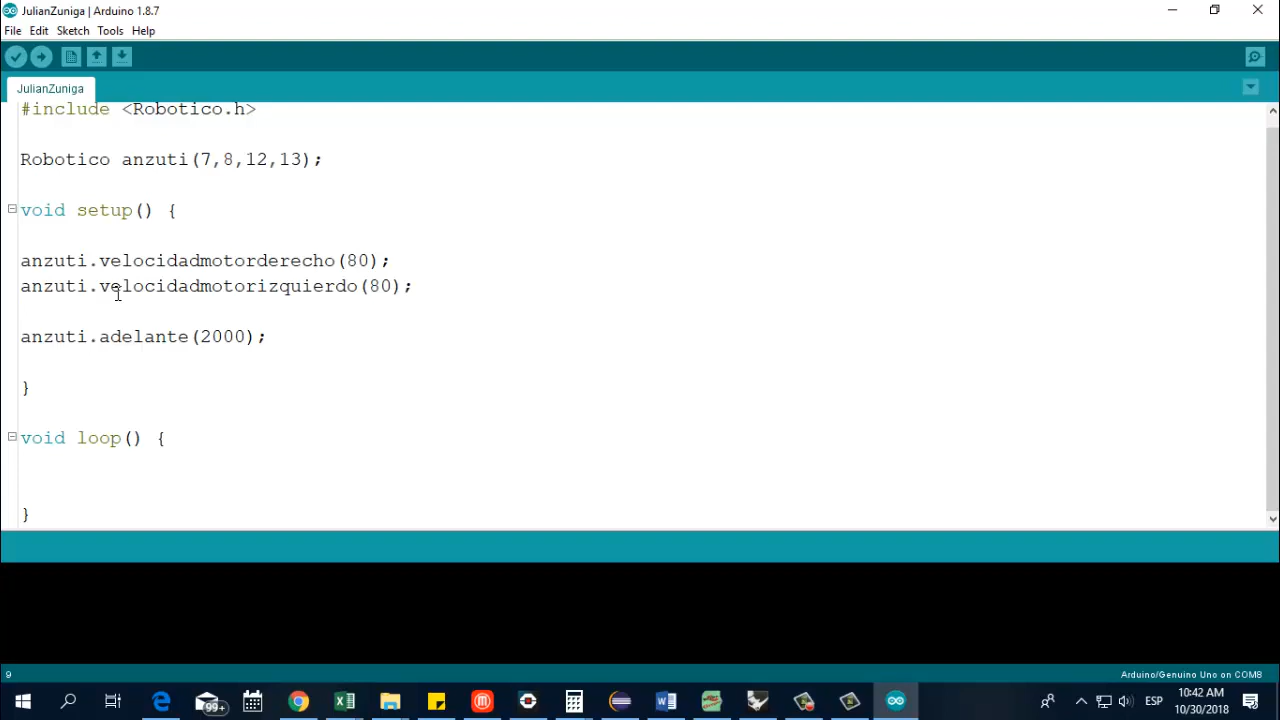 JulianZuniga | Arduino 1.8.7
File Edit Sketch Tools Help
JulianZuniga
#include <Robotico.h>
Robotico anzuti(7,8,12,13);
void setup() {
anzuti.velocidadmotorderecho(80);
anzuti.velocidadmotorizquierdo(80);
anzuti.adelante(2000);
}
void loop() {
}
9
Arduino/Genuino Uno on COM8
99+
ESP
10:42 AM
10/30/2018